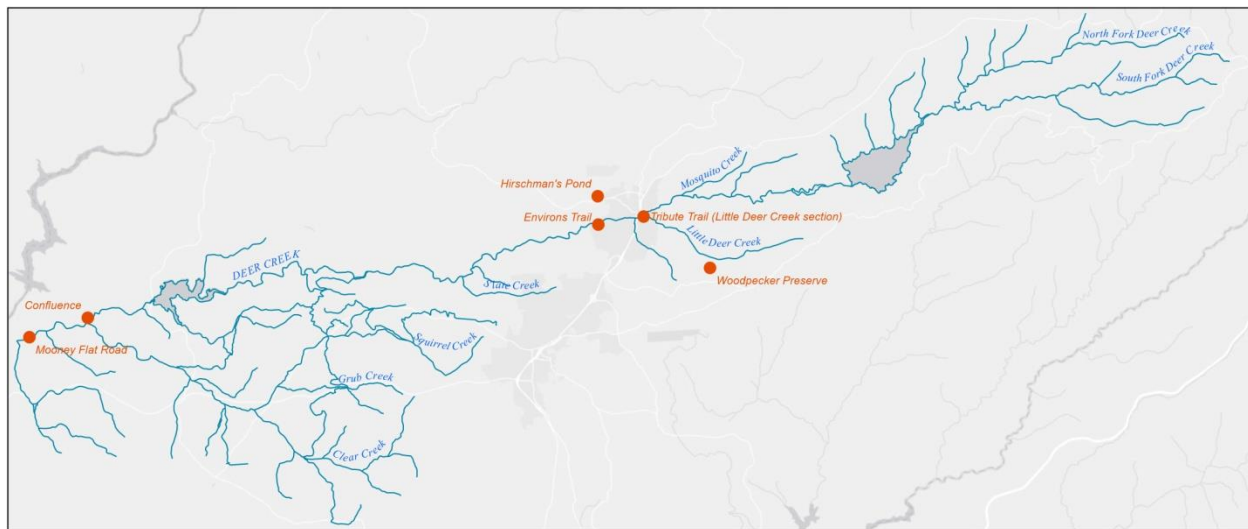 North Fork Deer Creek
South Fork Deer Creek
Mosquito Creek
Hirschman's Pond
Environs Trail
Tribute Trail (Little Deer Creek section)
Little Deer Creek
Woodpecker Preserve
DEER CREEK
Slate Creek
Confluence
Mooney Flat Road
Squirrel Creek
Grub Creek
Clear Creek